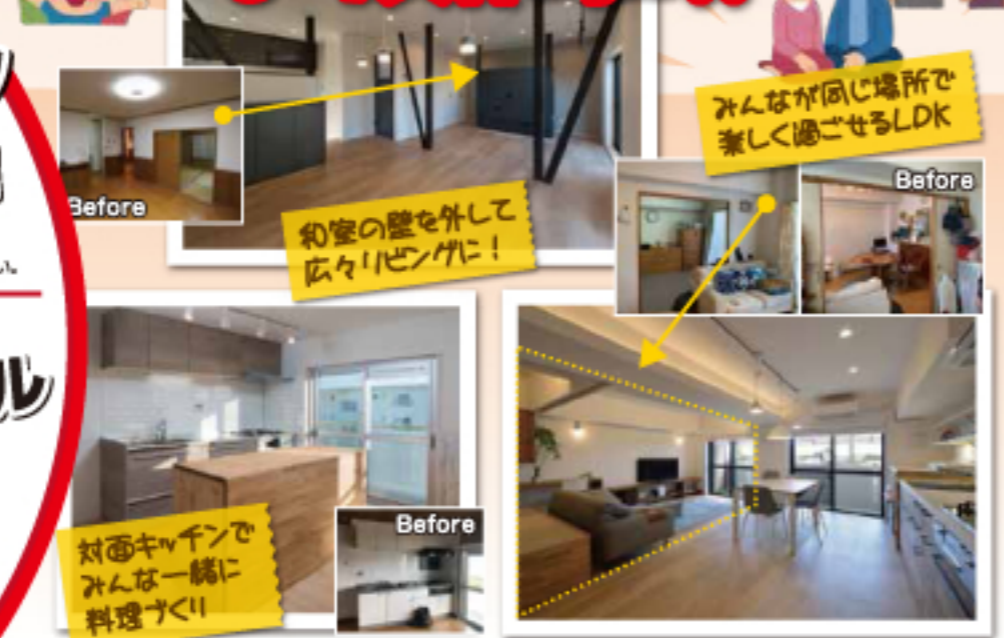 みんなが同じ場所で
楽しく過ごせるLDK
Before
Before
和室の壁を外して
広々リビングに!
い。
ル
Before
対面キッチンで
みんな一緒に
料理づくり